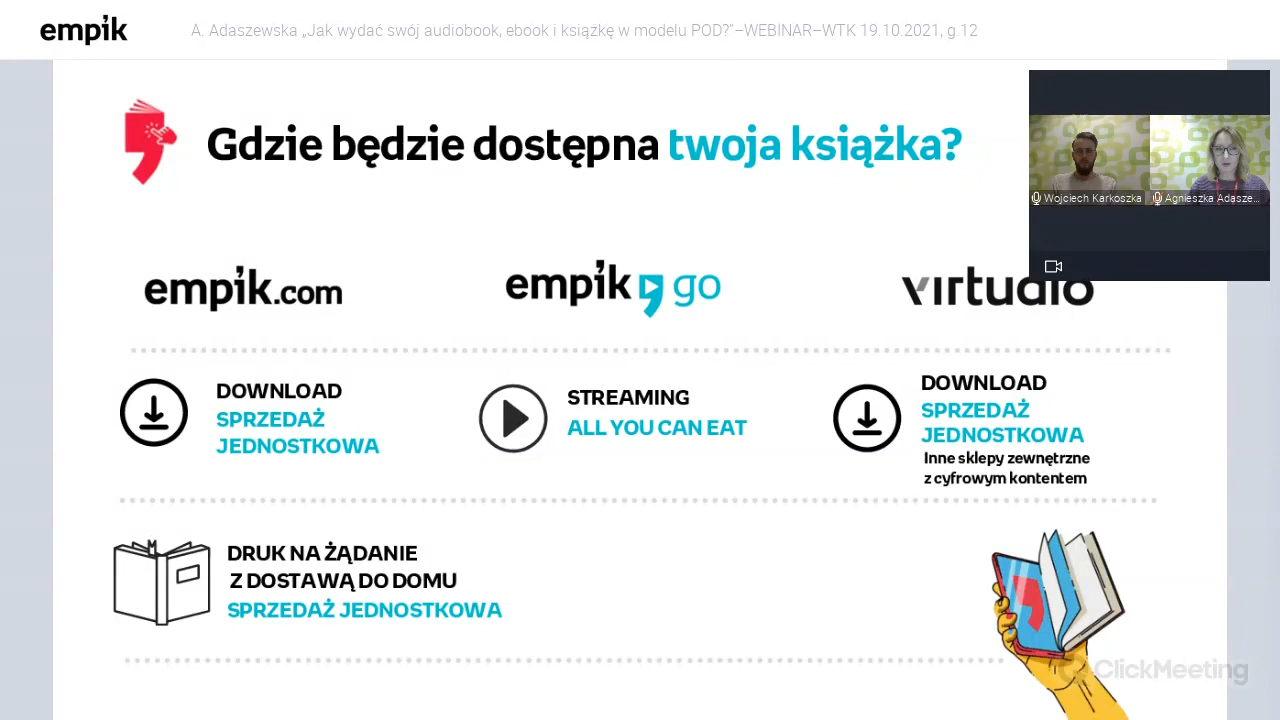 empik
A. Adaszewska „Jak wydać swój audiobook, ebook i książkę w modelu POD?”–WEBINAR–WTK 19.10.2021, g.12
Gdzie będzie dostępna twoja książka?
Wojciech Karkoszka
Agnieszka Adasze...
empik.com
empik go
virtualo
DOWNLOAD
SPRZEDAŻ
JEDNOSTKOWA
STREAMING
ALL YOU CAN EAT
DOWNLOAD
SPRZEDAŻ
JEDNOSTKOWA
Inne sklepy zewnętrzne
z cyfrowym kontentem
DRUK NA ŻĄDANIE
Z DOSTAWĄ DO DOMU
SPRZEDAŻ JEDNOSTKOWA
ClickMeeting